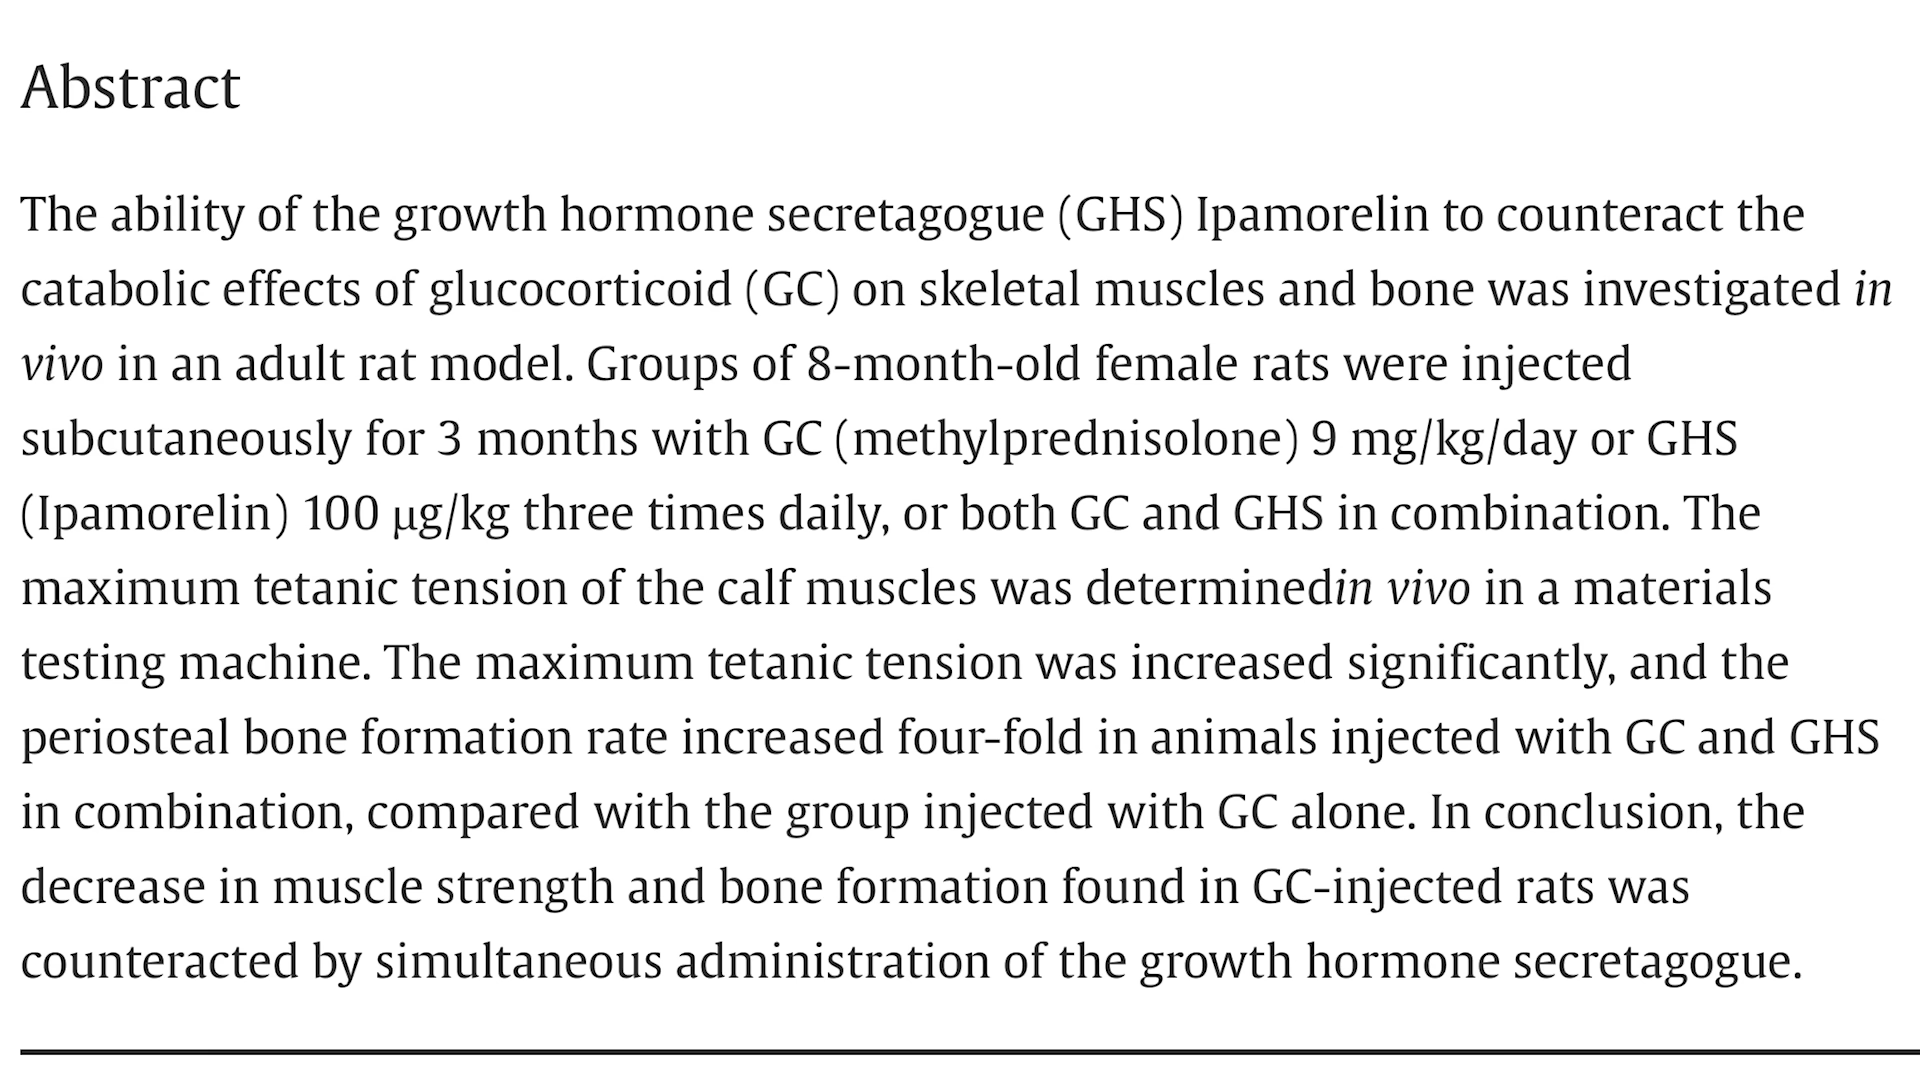 Abstract
The ability of the growth hormone secretagogue (GHS) Ipamorelin to counteract the
catabolic effects of glucocorticoid (GC) on skeletal muscles and bone was investigated in
vivo in an adult rat model. Groups of 8-month-old female rats were injected
subcutaneously for 3 months with GC (methylprednisolone) 9 mg/kg/day or GHS
(Ipamorelin) 100 μg/kg three times daily, or both GC and GHS in combination. The
maximum tetanic tension of the calf muscles was determinedin vivo in a materials
testing machine. The maximum tetanic tension was increased significantly, and the
periosteal bone formation rate increased four-fold in animals injected with GC and GHS
in combination, compared with the group injected with GC alone. In conclusion, the
decrease in muscle strength and bone formation found in GC-injected rats was
counteracted by simultaneous administration of the growth hormone secretagogue.